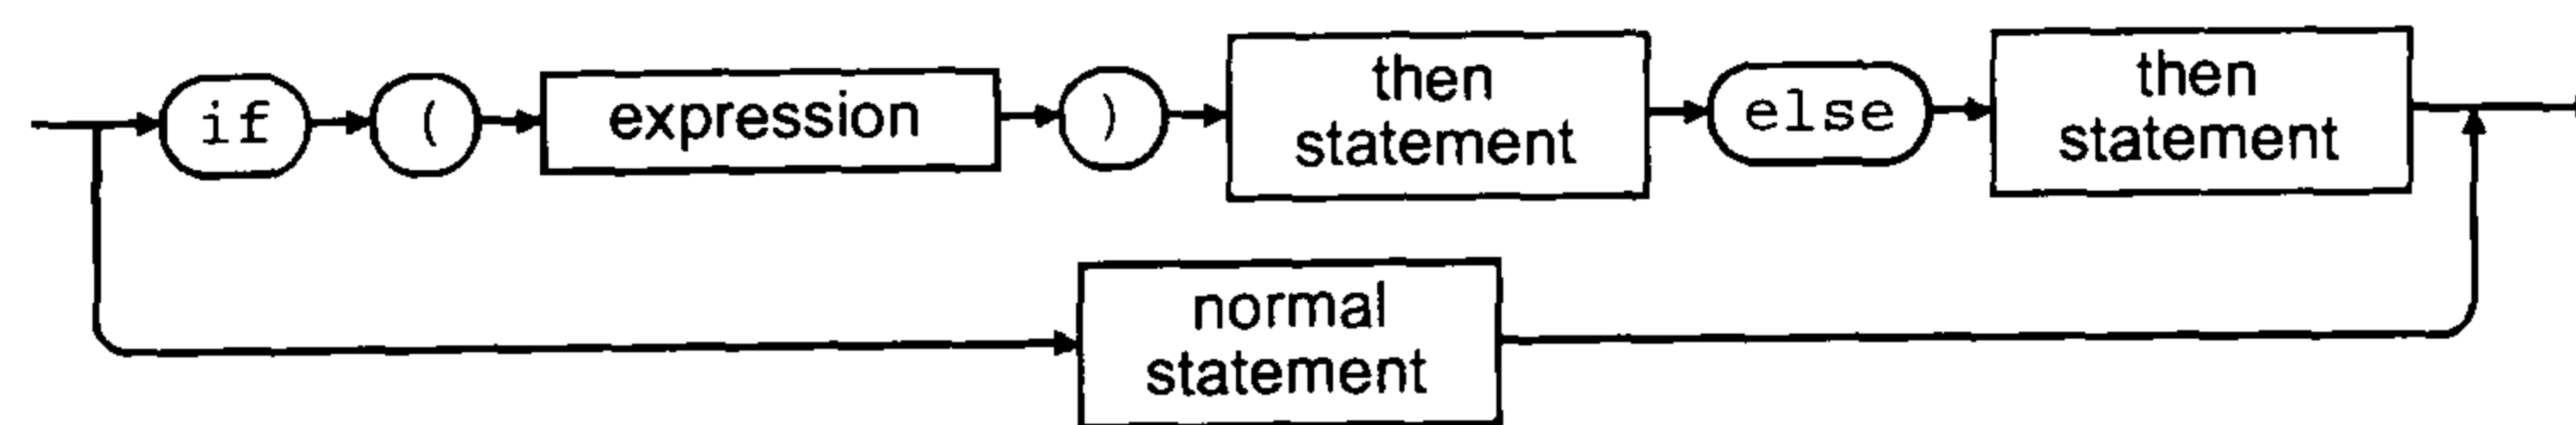 if ( expression ) then
statement else then
statement
normal
statement